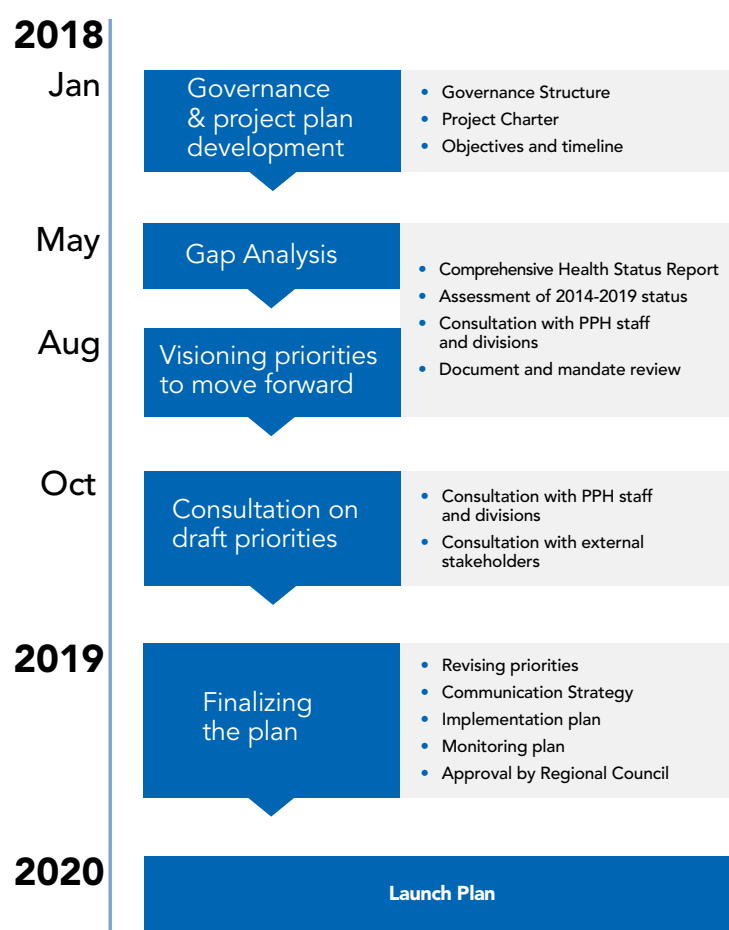 2018
Jan
Governance
& project plan
development
• Governance Structure
• Project Charter
• Objectives and timeline
May
Gap Analysis
• Comprehensive Health Status Report
• Assessment of 2014-2019 status
• Consultation with PPH staff
and divisions
• Document and mandate review
Aug
Visioning priorities
to move forward
Oct
Consultation on
draft priorities
• Consultation with PPH staff
and divisions
• Consultation with external
stakeholders
2019
Finalizing
the plan
• Revising priorities
• Communication Strategy
• Implementation plan
• Monitoring plan
• Approval by Regional Council
2020
Launch Plan